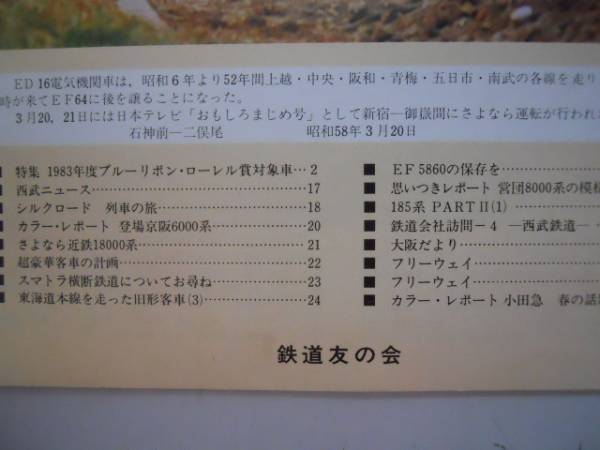 ED16電気機関車は、昭和6年より52年間上越・中央・阪和・青梅・五日市・南武の各線を走り
時が来てEF64に後を譲ることになった。
3月20，21日には日本テレビ「おもしろまじめ号」として新宿―御嶽間にさよなら運転が行われ
石神前―二俣尾 昭和58年3月20日
■ 特集 1983年度ブルーリボン・ローレル賞対象車…2
■ 西武ニュース…17
■ シルクロード 列車の旅…18
■ カラー・レポート 登場京阪6000系…20
■ さよなら近鉄18000系…21
■ 超豪華客車の計画…22
■ スマトラ横断鉄道についてお尋ね…23
■ 東海道本線を走った旧形客車(3)…24
■ EF5860の保存を…
■ 思いつきレポート 営団8000系の模様
■ 185系 PARTⅡ(1)…
■ 鉄道会社訪問－4 ―西武鉄道―…
■ 大阪だより…
■ フリーウェイ…
■ フリーウェイ…
■ カラー・レポート 小田急 春の話題
鉄道友の会